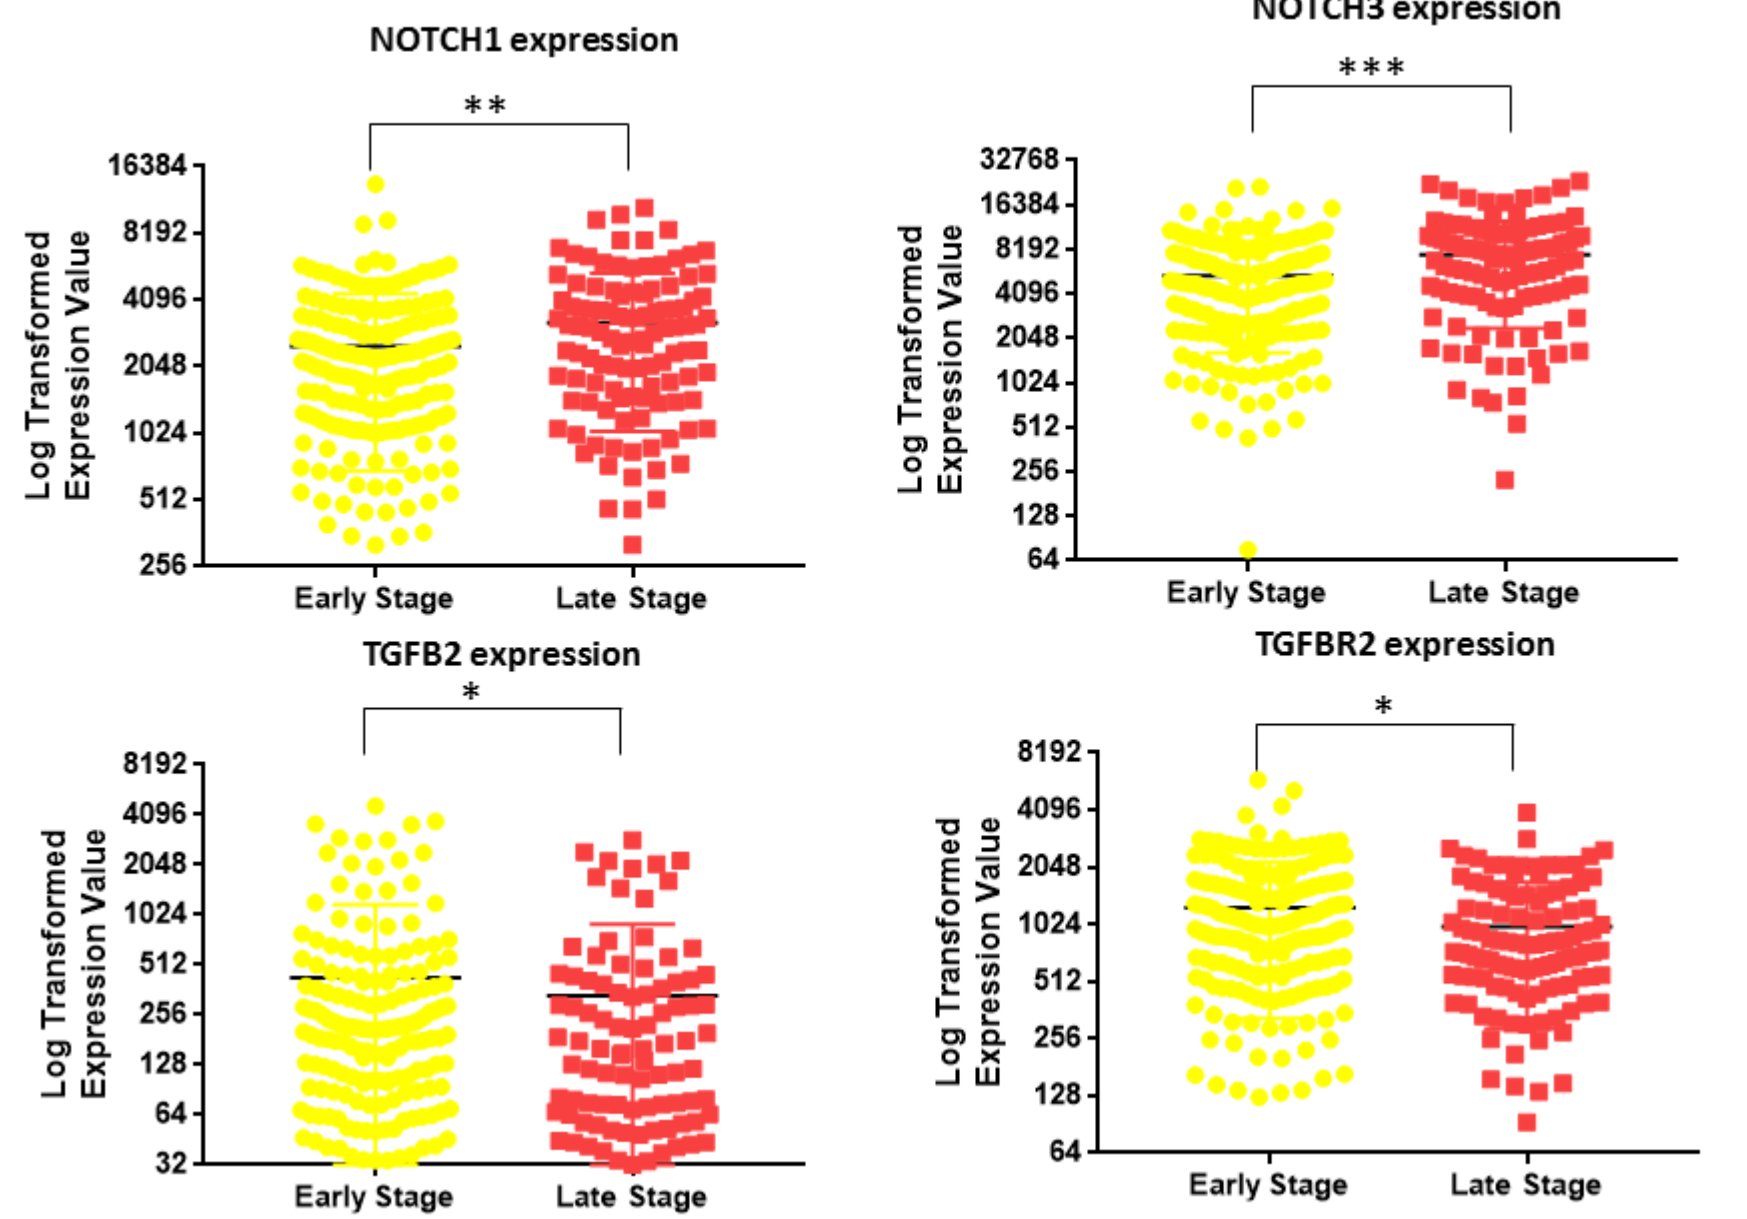 NOTCH1 expression
**
16384
8192
4096
2048
1024
512
256
Log Transformed
Expression Value
Early Stage
Late Stage
NOTCH3 expression
***
32768
16384
8192
4096
2048
1024
512
256
128
64
Log Transformed
Expression Value
Early Stage
Late Stage
TGFB2 expression
*
8192
4096
2048
1024
512
256
128
64
32
Log Transformed
Expression Value
Early Stage
Late Stage
TGFBR2 expression
*
8192
4096
2048
1024
512
256
128
64
Log Transformed
Expression Value
Early Stage
Late Stage